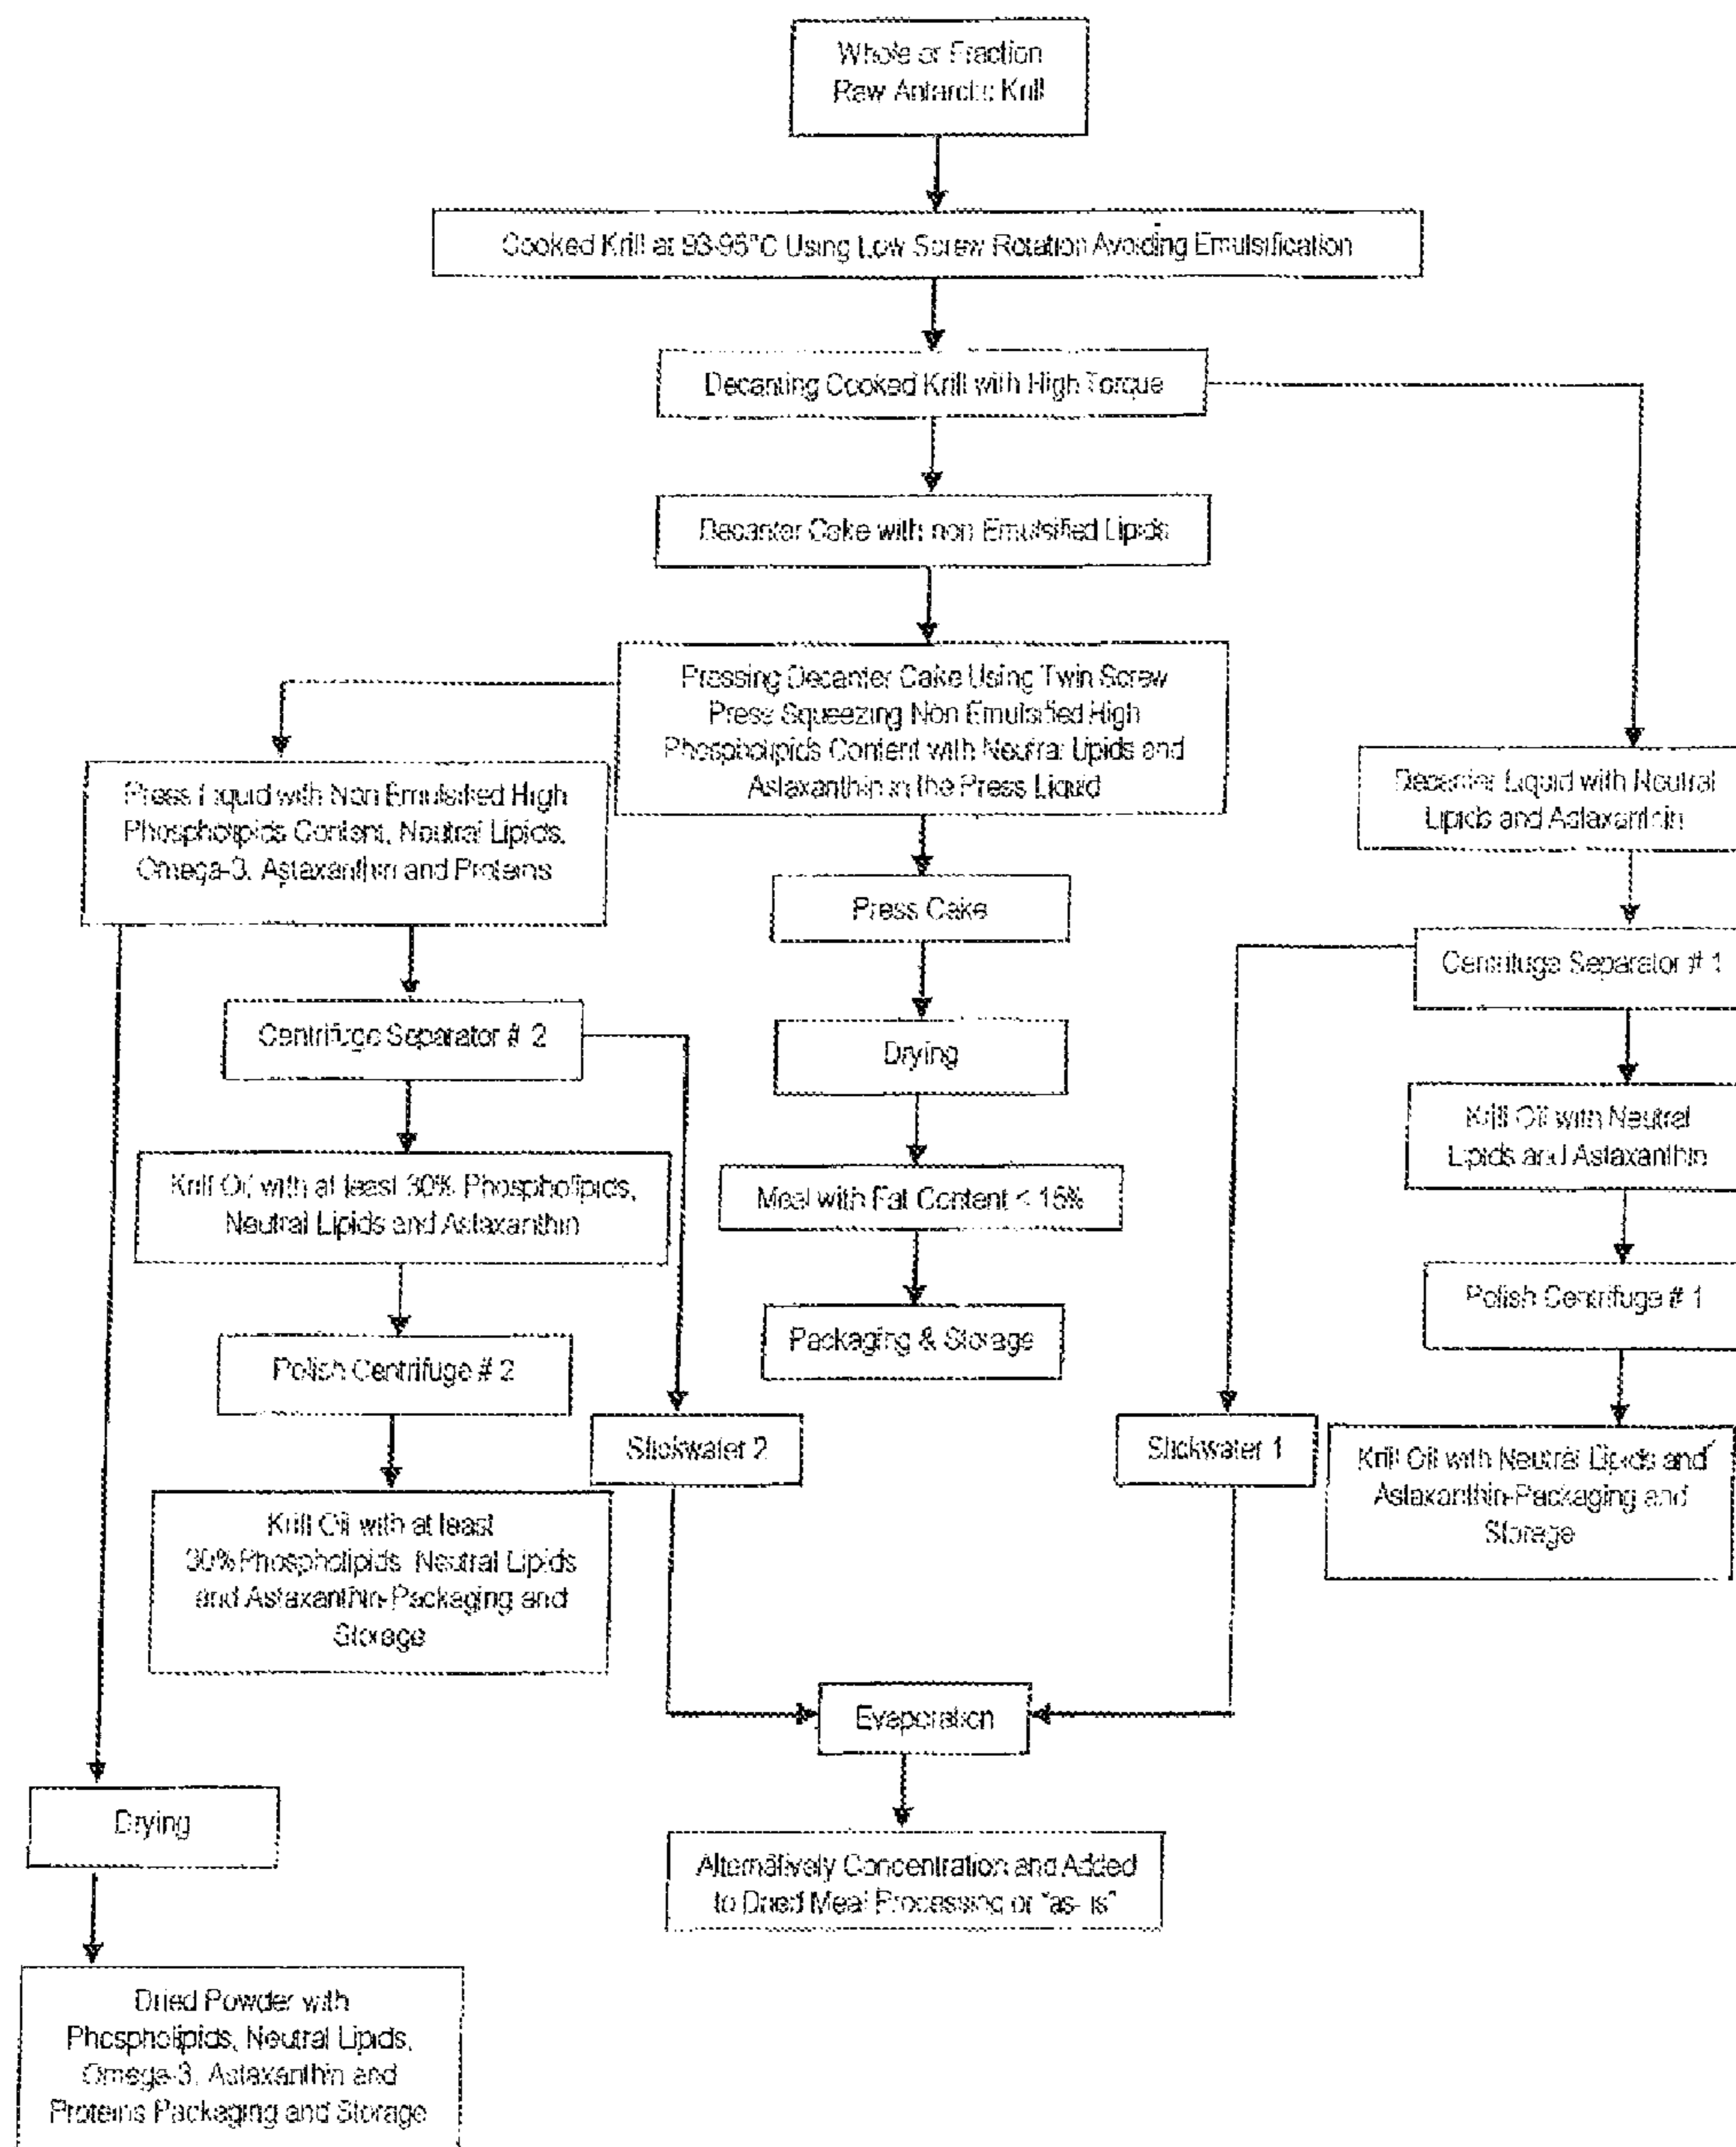 Whole or Fraction
Raw Antarctic Krill
Cooked Krill at 93-95°C Using Low Screw Rotation Avoiding Emulsification
Decanting Cooked Krill with High Torque
Decanter Cake with non Emulsified Lipids
Pressing Decanter Cake Using Twin Screw
Press Squeezing Non Emulsified High
Phospholipids Content with Neutral Lipids and
Astaxanthin in the Press Liquid
Press Liquid with Non Emulsified High
Phospholipids Content, Neutral Lipids,
Omega-3, Astaxanthin and Proteins
Decanter Liquid with Neutral
Lipids and Astaxanthin
Press Cake
Centrifuge Separator # 1
Centrifuge Separator # 2
Drying
Krill Oil with Neutral
Lipids and Astaxanthin
Krill Oil with at least 30% Phospholipids,
Neutral Lipids and Astaxanthin
Meal with Fat Content < 15%
Polish Centrifuge # 1
Packaging & Storage
Polish Centrifuge # 2
Stickwater 2
Stickwater 1
Krill Oil with Neutral Lipids and
Astaxanthin-Packaging and
Storage
Krill Oil with at least
30% Phospholipids, Neutral Lipids
and Astaxanthin-Packaging and
Storage
Evaporation
Drying
Alternatively Concentration and Added
to Dried Meal Processing or "as- is"
Dried Powder with
Phospholipids, Neutral Lipids,
Omega-3, Astaxanthin and
Proteins Packaging and Storage